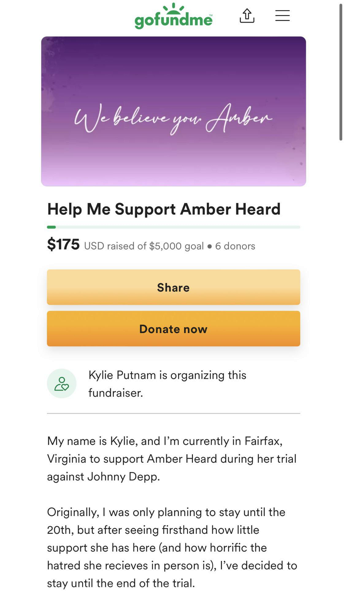 gofundme
We believe you, Amber
Help Me Support Amber Heard
$175 USD raised of $5,000 goal • 6 donors
Share
Donate now
Kylie Putnam is organizing this
fundraiser.
My name is Kylie, and I’m currently in Fairfax,
Virginia to support Amber Heard during her trial
against Johnny Depp.
Originally, I was only planning to stay until the
20th, but after seeing firsthand how little
support she has here (and how horrific the
hatred she recieves in person is), I’ve decided to
stay until the end of the trial.